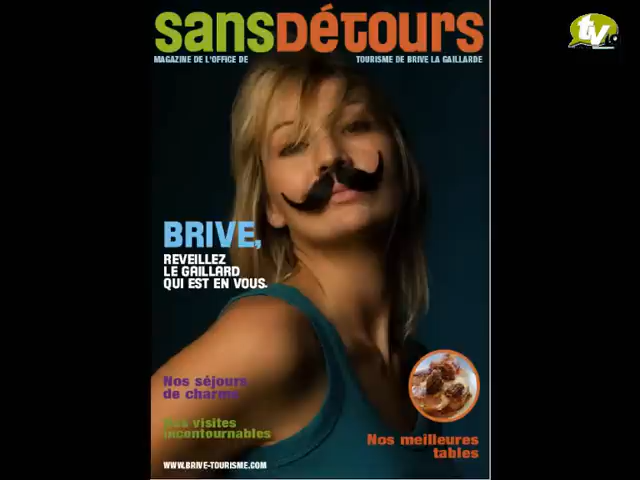 SANSDÉTOURS
MAGAZINE DE L'OFFICE DE TOURISME DE BRIVE LA GAILLARDE
tv
BRIVE,
REVEILLEZ
LE GAILLARD
QUI EST EN VOUS.
Nos séjours
de charme
Nos visites
incontournables
Nos meilleures
tables
WWW.BRIVE-TOURISME.COM